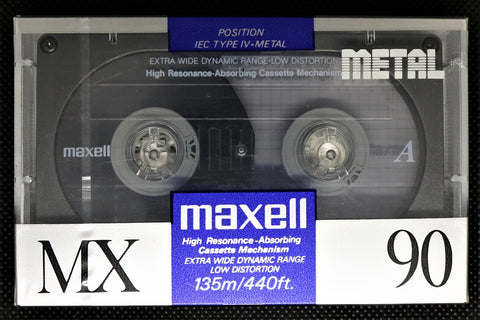 POSITION
IEC TYPE IV•METAL
EXTRA WIDE DYNAMIC RANGE•LOW DISTORTION
High Resonance-Absorbing Cassette Mechanism
METAL
maxell
A
maxell
High Resonance-Absorbing
Cassette Mechanism
EXTRA WIDE DYNAMIC RANGE
LOW DISTORTION
135m/440ft.
MX
90